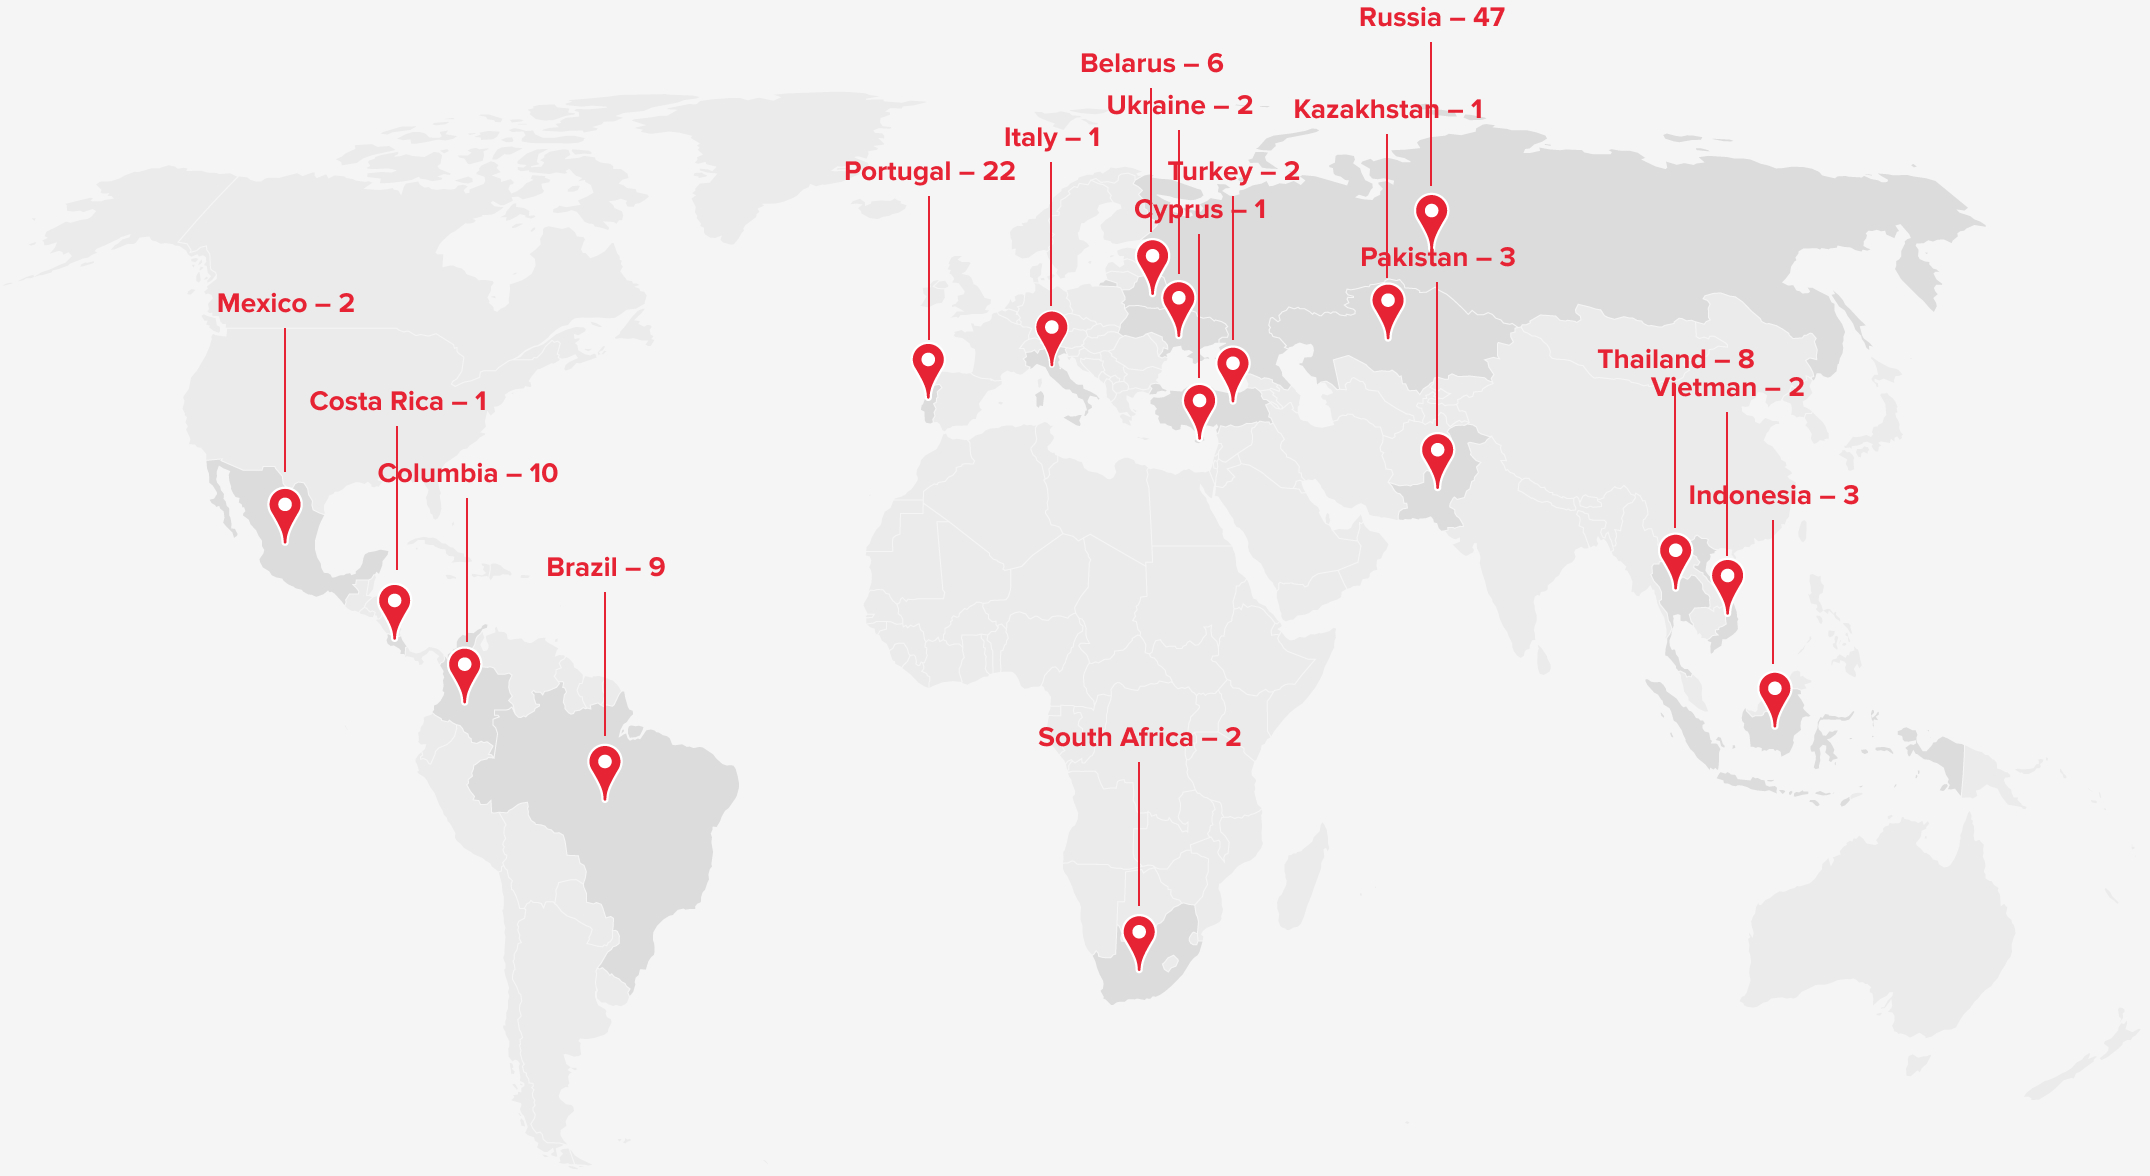 Russia – 47
Belarus – 6
Ukraine – 2
Kazakhstan – 1
Italy – 1
Portugal – 22
Turkey – 2
Cyprus – 1
Pakistan – 3
Mexico – 2
Thailand – 8
Vietman – 2
Costa Rica – 1
Columbia – 10
Indonesia – 3
Brazil – 9
South Africa – 2